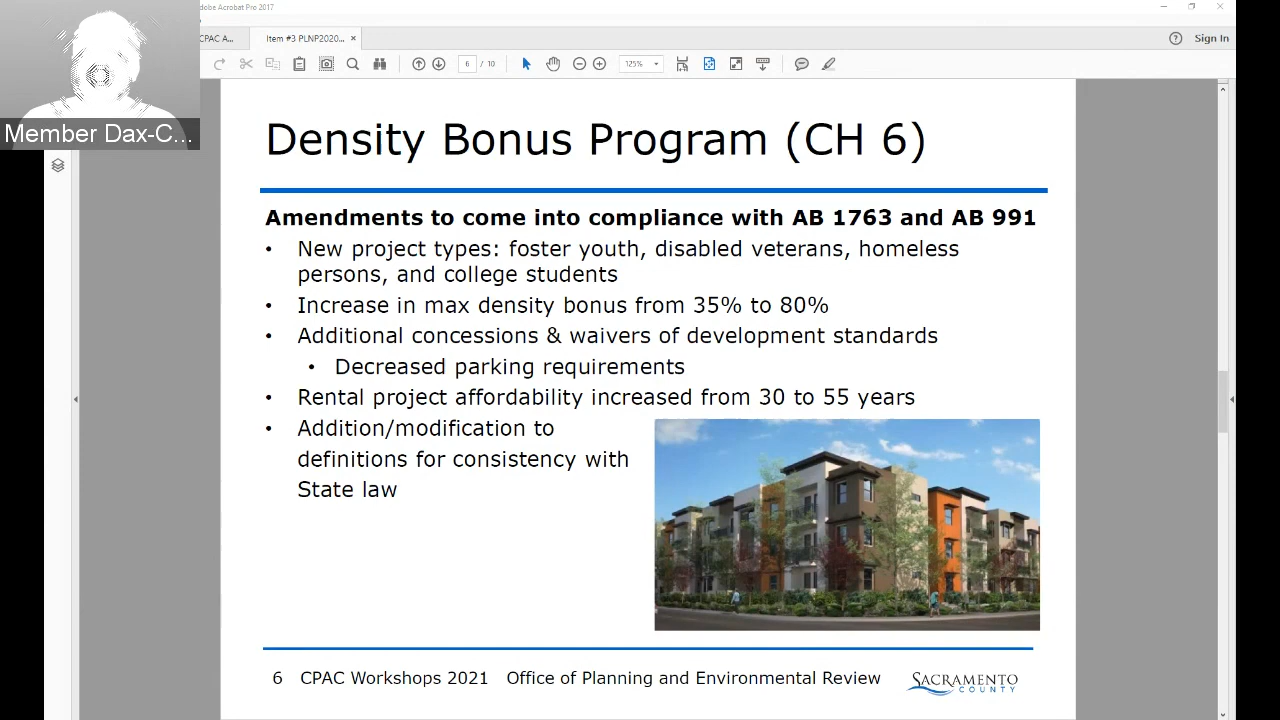 Adobe Acrobat Pro 2017
CPAC A...
Item #3 PLNP2020...
Sign In
6 / 10
125%
Member Dax-C...
Density Bonus Program (CH 6)
Amendments to come into compliance with AB 1763 and AB 991
• New project types: foster youth, disabled veterans, homeless
persons, and college students
• Increase in max density bonus from 35% to 80%
• Additional concessions & waivers of development standards
• Decreased parking requirements
• Rental project affordability increased from 30 to 55 years
• Addition/modification to
definitions for consistency with
State law
6 CPAC Workshops 2021 Office of Planning and Environmental Review
SACRAMENTO
COUNTY